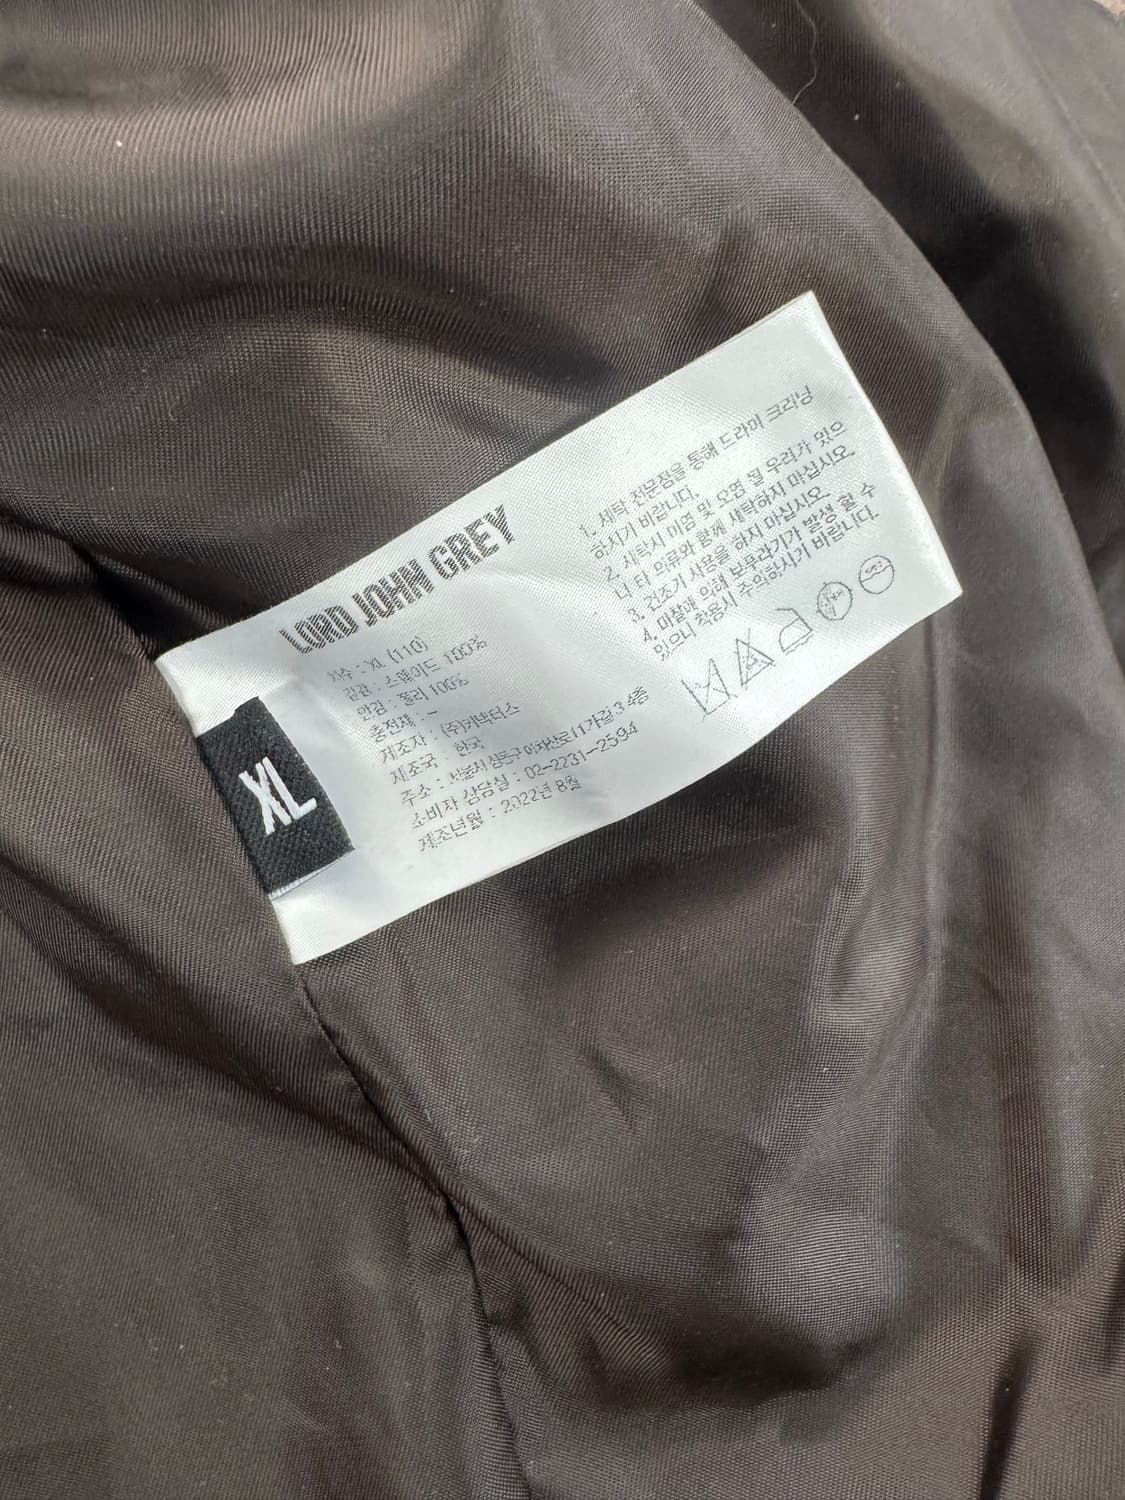 LORD JOHN GREY
치수 : XL (110)
겉감 : 스웨이드 100%
안감 : 폴리 100%
충전재 : -
제조자 : (주)커넥터스
제조국 : 한국
주소 : 서울시 성동구 아차산로11가길 3 4층
소비자 상담실 : 02-2231-2594
제조년월 : 2022년 8월
XL
1. 세탁 전문점을 통해 드라이 크리닝
하시기 바랍니다.
2. 세탁시 이염 및 오염 될 우려가 있으
니 타 의류와 함께 세탁하지 마십시오.
3. 건조기 사용을 하지 마십시오.
4. 마찰에 의해 보푸라기가 발생 할 수
있으니 착용시 주의하시기 바랍니다.